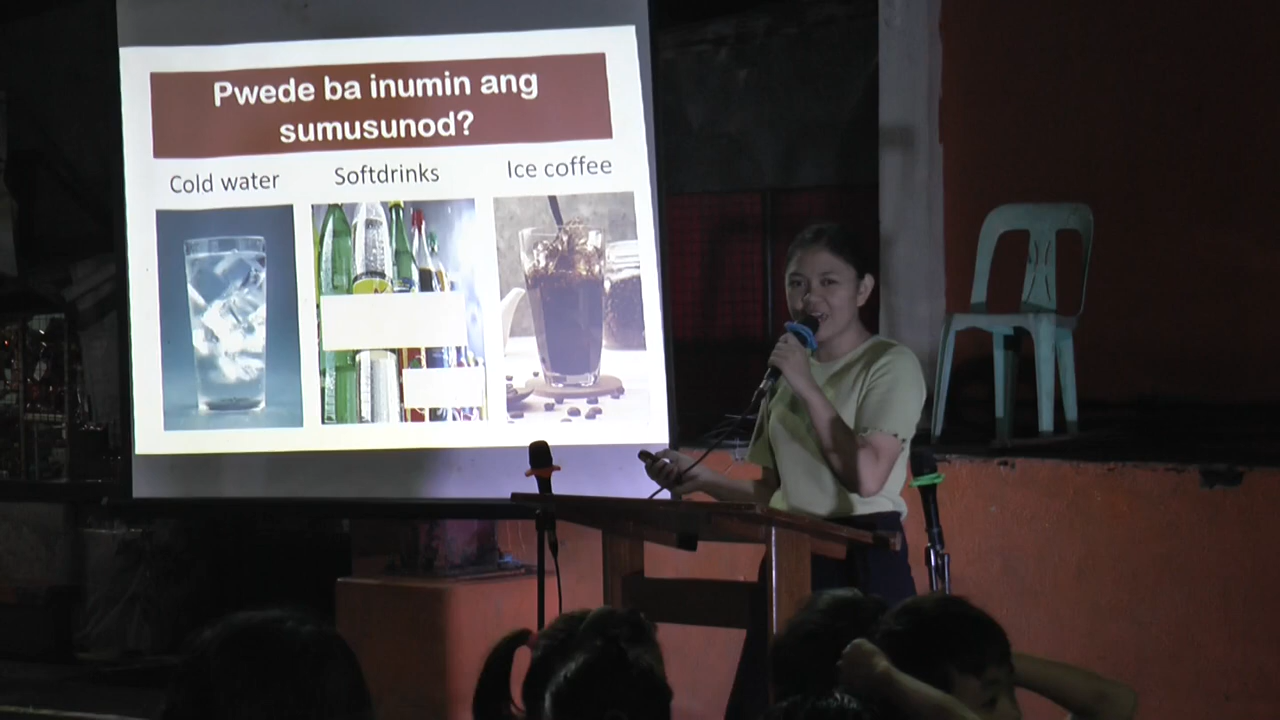 Pwede ba inumin ang
sumusunod?
Cold water
Softdrinks
Ice coffee